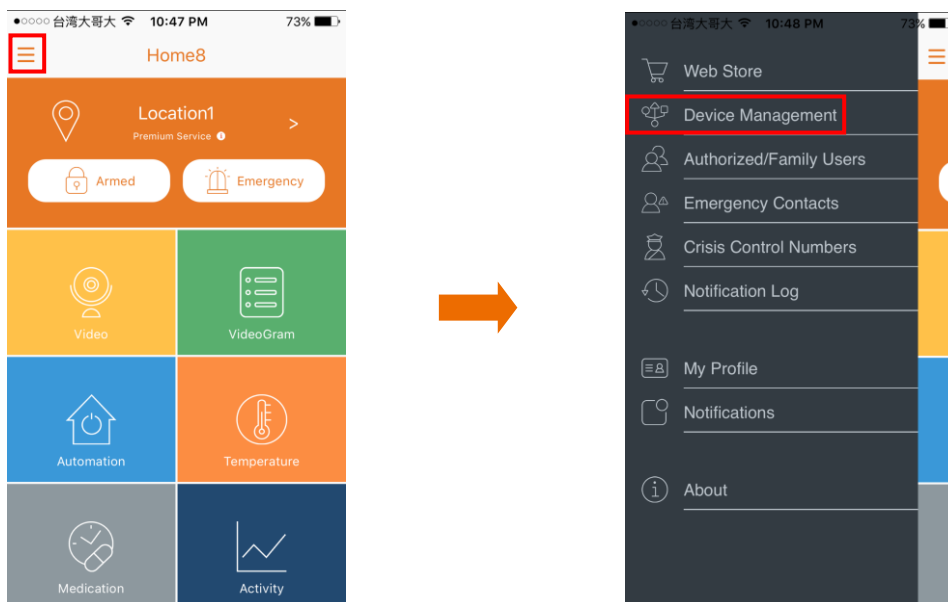 ●○○○○ 台湾大哥大 10:47 PM 73%
Home8
Location1
Premium Service i
>
Armed
Emergency
Video
VideoGram
Automation
Temperature
Medication
Activity
●○○○○ 台湾大哥大 10:48 PM 73%
Web Store
Device Management
Authorized/Family Users
Emergency Contacts
Crisis Control Numbers
Notification Log
My Profile
Notifications
About